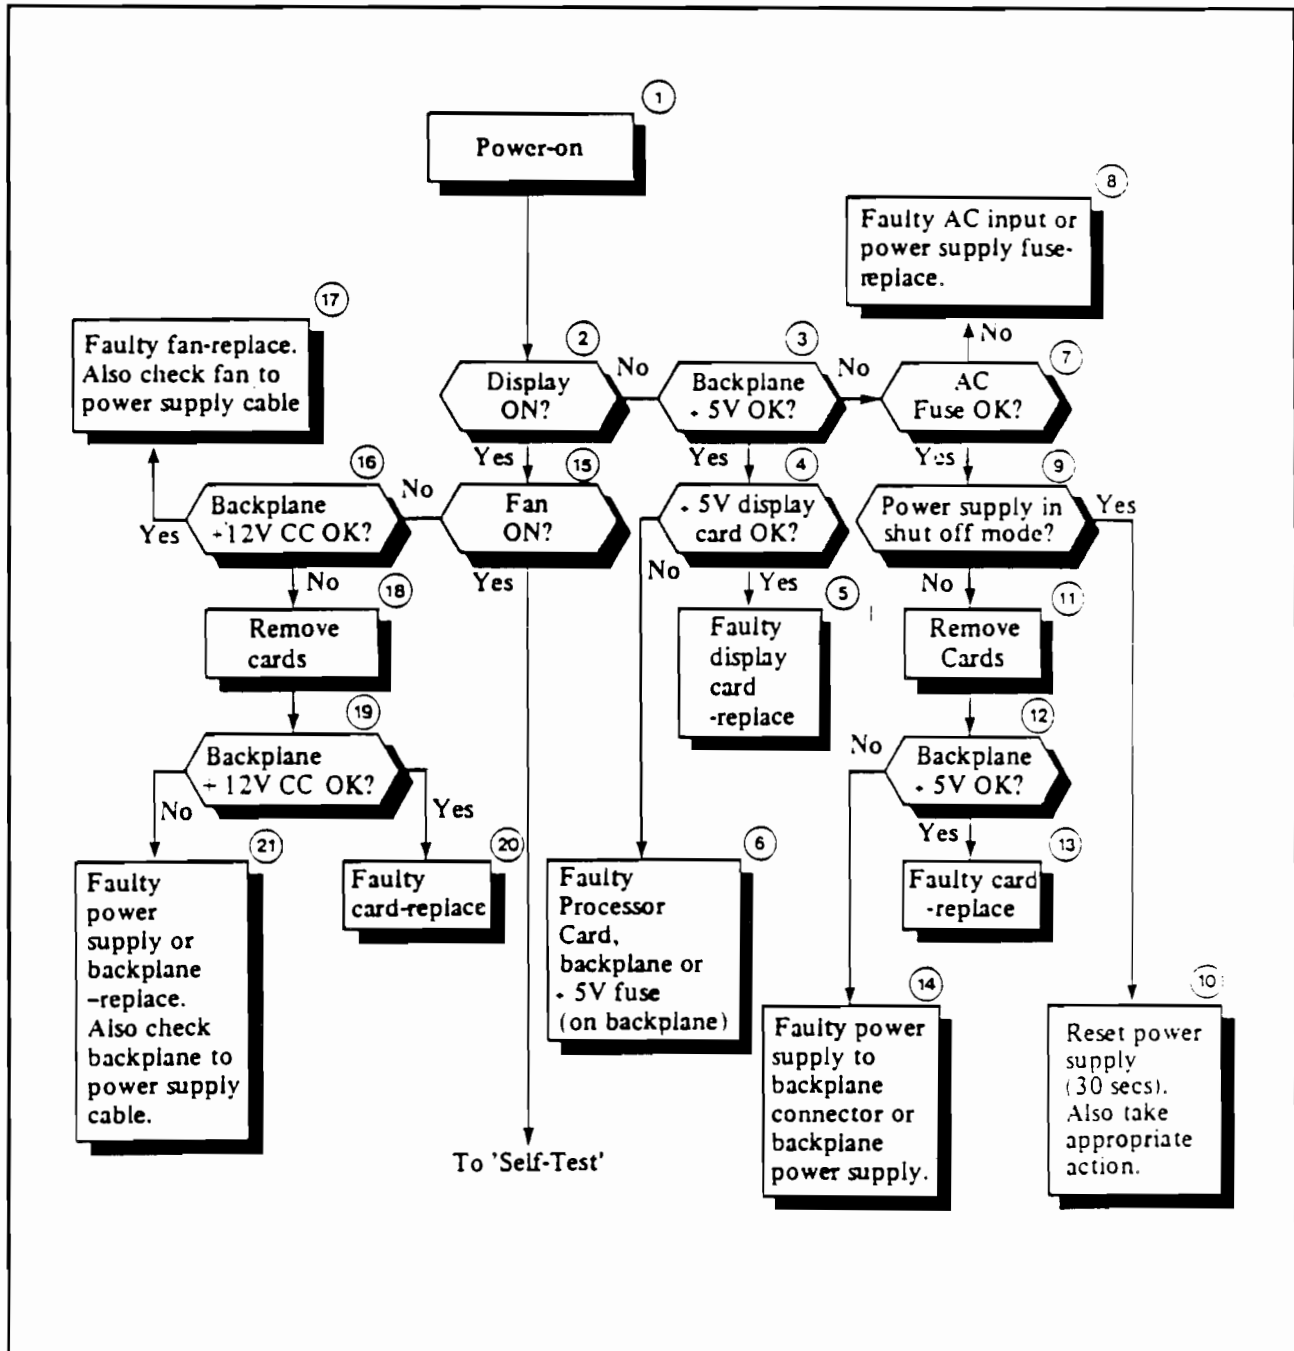 1
Power-on
8
Faulty AC input or
power supply fuse-
replace.
No
17
Faulty fan-replace.
Also check fan to
power supply cable
2
Display
ON?
No
3
Backplane
+ 5V OK?
No
7
AC
Fuse OK?
Yes
Yes
Yes
16
Backplane
+12V CC OK?
Yes
No
No
15
Fan
ON?
Yes
4
+ 5V display
card OK?
No
Yes
9
Power supply in
shut off mode?
Yes
No
18
Remove
cards
5
Faulty
display
card
-replace
11
Remove
Cards
19
Backplane
+ 12V CC OK?
No
Yes
12
Backplane
+ 5V OK?
No
Yes
21
Faulty
power
supply or
backplane
-replace.
Also check
backplane to
power supply
cable.
20
Faulty
card-replace
6
Faulty
Processor
Card,
backplane or
+ 5V fuse
(on backplane)
13
Faulty card
-replace
14
Faulty power
supply to
backplane
connector or
backplane
power supply.
10
Reset power
supply
(30 secs).
Also take
appropriate
action.
To 'Self-Test'